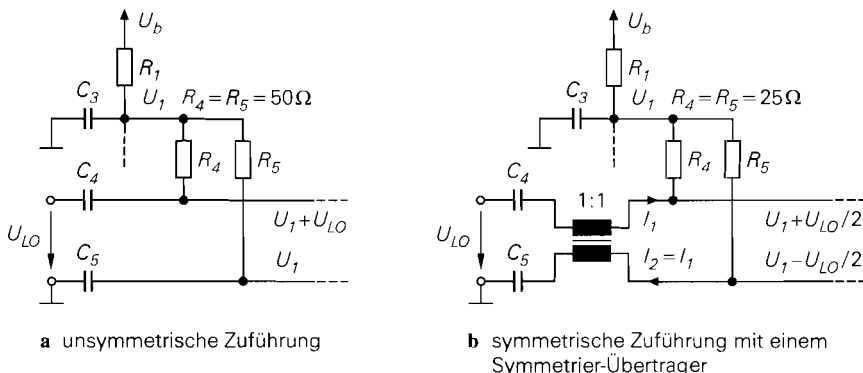 U_b
R_1
C_3
U_1
R_4 = R_5 = 50Ω
R_4
R_5
C_4
U_1 + U_LO
U_LO
C_5
U_1
a unsymmetrische Zuführung
U_b
R_1
C_3
U_1
R_4 = R_5 = 25Ω
R_4
R_5
C_4
1:1
I_1
U_1 + U_LO/2
U_LO
C_5
I_2 = I_1
U_1 − U_LO/2
b symmetrische Zuführung mit einem
Symmetrier-Übertrager